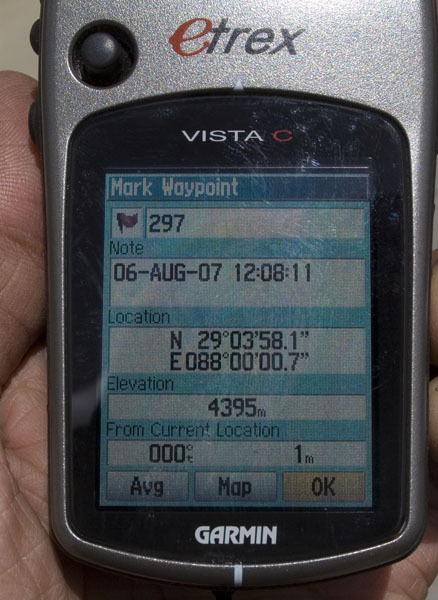 etrex
VISTA C
Mark Waypoint
297
Note
06-AUG-07 12:08:11
Location
N 29°03'58.1"
E088°00'00.7"
Elevation
4395m
From Current Location
000°t 1m
Avg Map OK
GARMIN